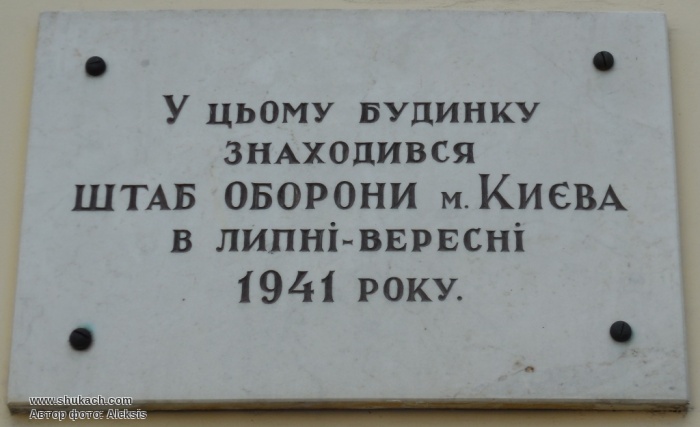 У цьому будинку
знаходився
штаб оборони м. Києва
в липні-вересні
1941 року.
www.shukach.com
Автор фото: Aleksis